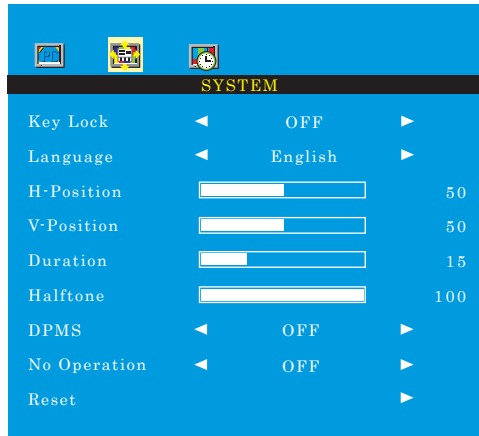 PD
SYSTEM
Key Lock OFF
Language English
H-Position 50
V-Position 50
Duration 15
Halftone 100
DPMS OFF
No Operation OFF
Reset